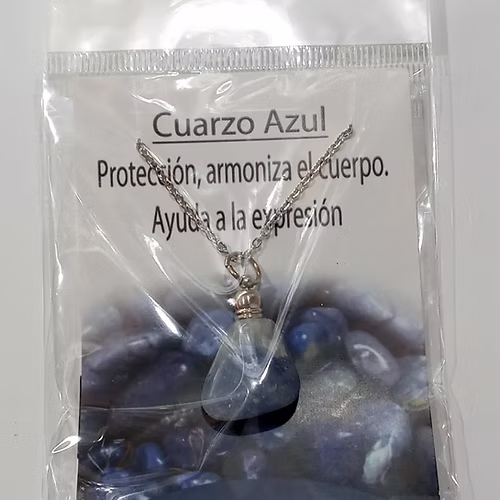 Cuarzo Azul
Protección, armoniza el cuerpo.
Ayuda a la expresión